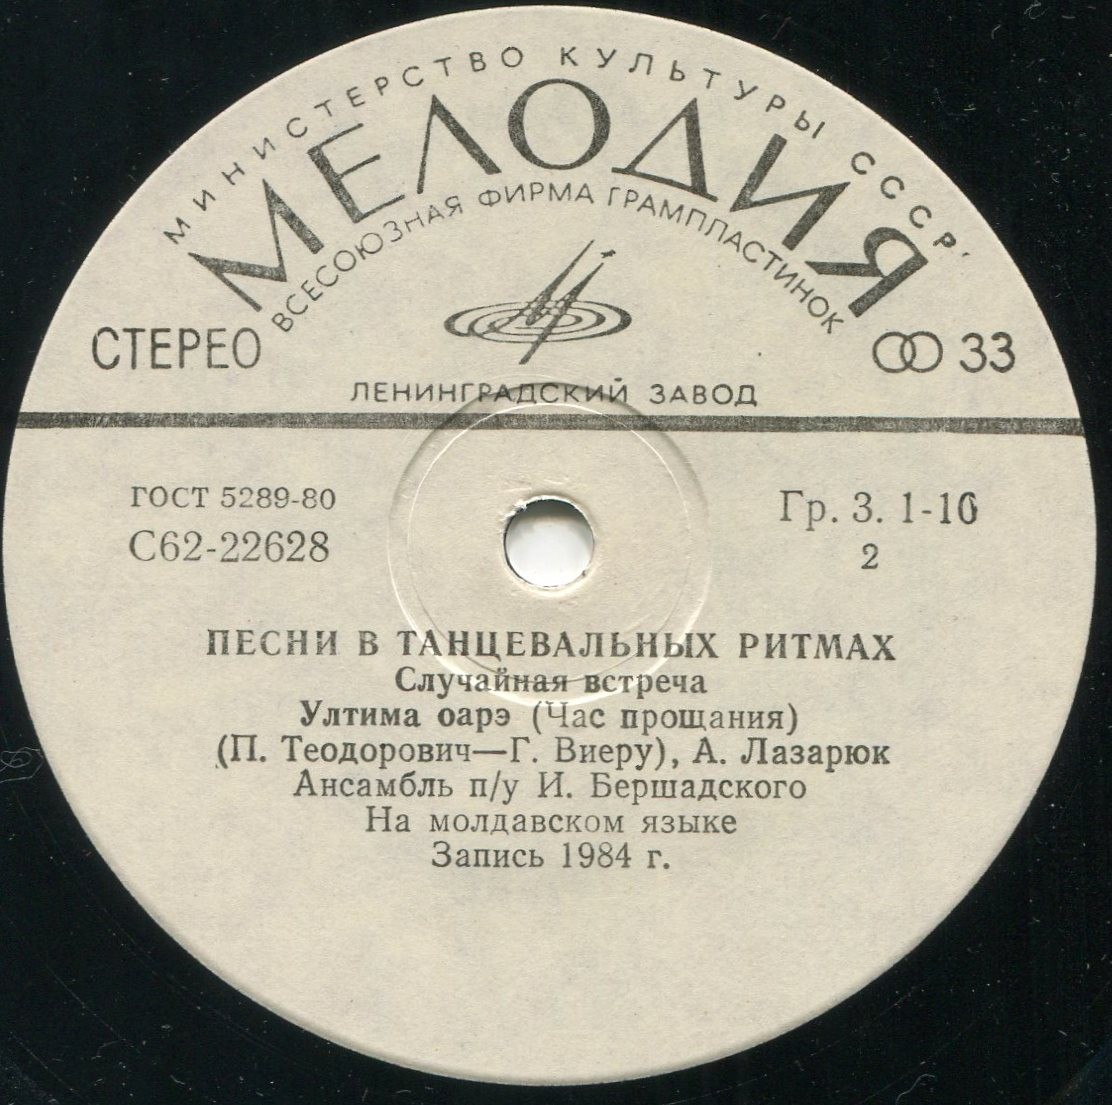 МИНИСТЕРСТВО КУЛЬТУРЫ СССР
МЕЛОДИЯ
ВСЕСОЮЗНАЯ ФИРМА ГРАМПЛАСТИНОК
СТЕРЕО
33
ЛЕНИНГРАДСКИЙ ЗАВОД
ГОСТ 5289-80
Гр. 3. 1-10
С62-22628
2
ПЕСНИ В ТАНЦЕВАЛЬНЫХ РИТМАХ
Случайная встреча
Ултима оарэ (Час прощания)
(П. Теодорович—Г. Виеру), А. Лазарюк
Ансамбль п/у И. Бершадского
На молдавском языке
Запись 1984 г.